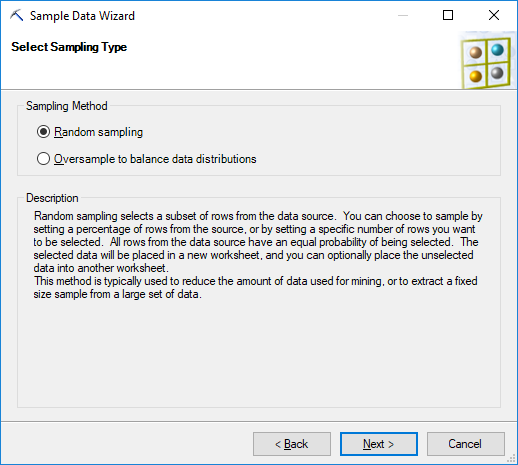 Sample Data Wizard
Select Sampling Type
Sampling Method
Random sampling
Oversample to balance data distributions
Description
Random sampling selects a subset of rows from the data source.  You can choose to sample by
setting a percentage of rows from the source, or by setting a specific number of rows you want
to be selected.  All rows from the data source have an equal probability of being selected.  The
selected data will be placed in a new worksheet, and you can optionally place the unselected
data into another worksheet.
This method is typically used to reduce the amount of data used for mining, or to extract a fixed
size sample from a large set of data.
< Back
Next >
Cancel